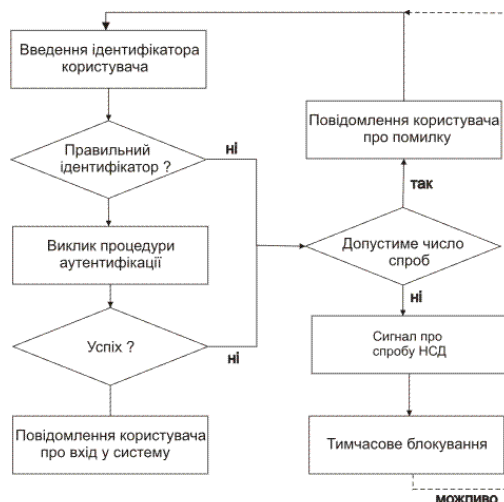 Введення ідентифікатора
користувача
Правильний
ідентифікатор ?
ні
Виклик процедури
аутентифікації
Успіх ?
ні
Повідомлення користувача
про вхід у систему
Повідомлення користувача
про помилку
так
Допустиме число
спроб
ні
Сигнал про
спробу НСД
Тимчасове блокування
можливо